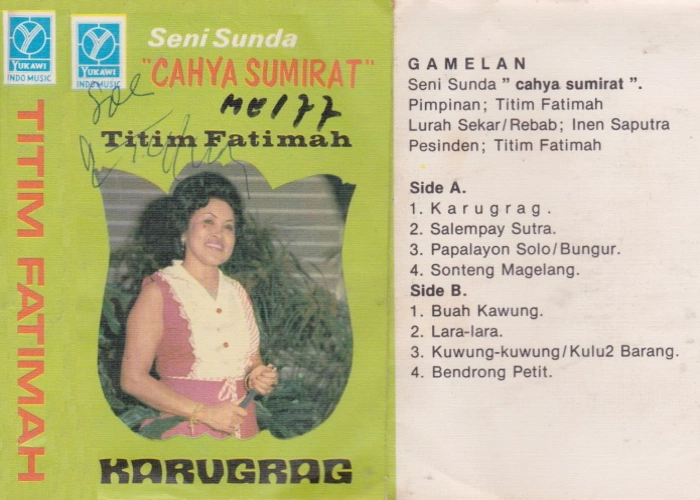 YUKAWI
INDO MUSIC
TITIM FATIMAH
YUKAWI
INDO MUSIC
Seni Sunda
"CAHYA SUMIRAT"
MEI 77
Titim Fatimah
KARUGRAG
GAMELAN
Seni Sunda " cahya sumirat ".
Pimpinan; Titim Fatimah
Lurah Sekar/Rebab; Inen Saputra
Pesinden; Titim Fatimah
Side A.
1. Karugrag.
2. Salempay Sutra.
3. Papalayon Solo/Bungur.
4. Sonteng Magelang.
Side B.
1. Buah Kawung.
2. Lara-lara.
3. Kuwung-kuwung/Kulu2 Barang.
4. Bendrong Petit.